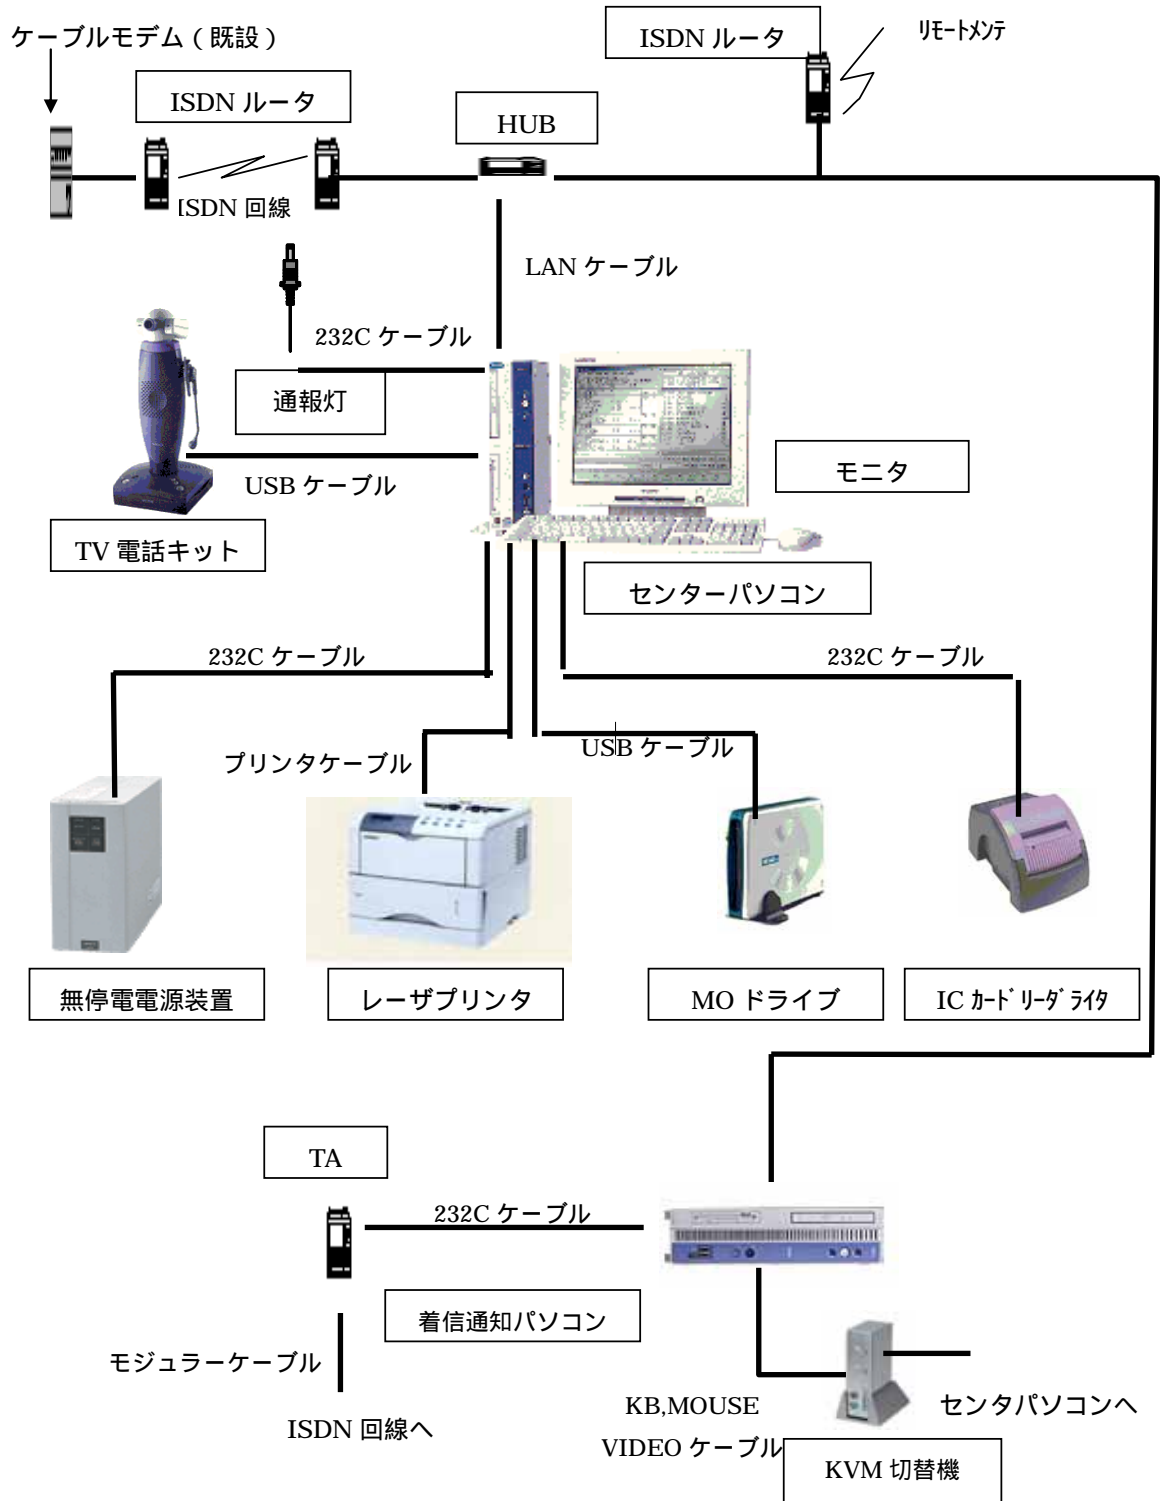 ケーブルモデム（既設）
ISDN ルータ
リモートメンテ
ISDN ルータ
HUB
ISDN 回線
LAN ケーブル
232C ケーブル
通報灯
モニタ
USB ケーブル
TV 電話キット
センターパソコン
232C ケーブル
232C ケーブル
USB ケーブル
プリンタケーブル
無停電電源装置
レーザプリンタ
MO ドライブ
IC カードリーダライタ
TA
232C ケーブル
着信通知パソコン
モジュラーケーブル
KB,MOUSE
センタパソコンへ
ISDN 回線へ
VIDEO ケーブル
KVM 切替機